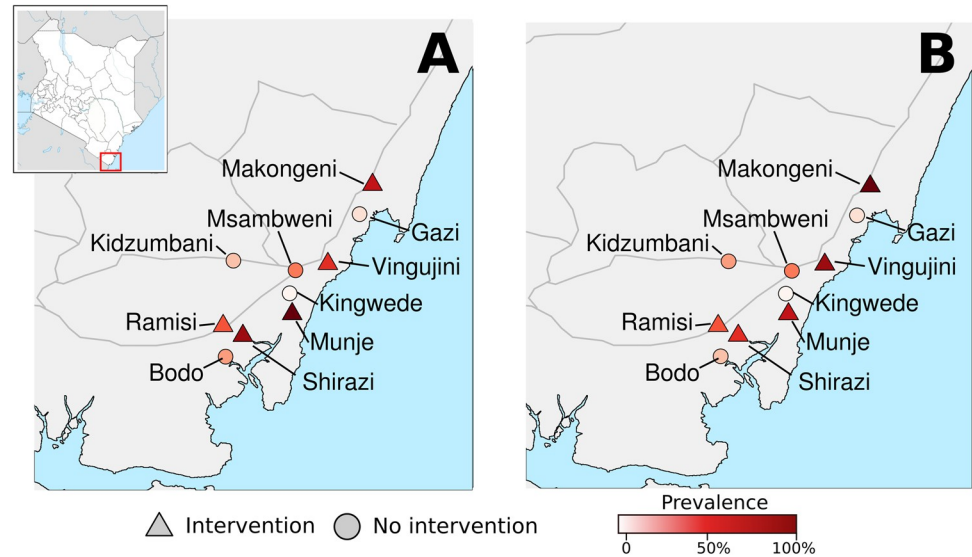 A
Makongeni
Msambweni
Gazi
Kidzumbani
Vingujini
Kingwede
Ramisi
Munje
Bodo
Shirazi
B
Makongeni
Msambweni
Gazi
Kidzumbani
Vingujini
Kingwede
Ramisi
Munje
Bodo
Shirazi
Intervention
No intervention
Prevalence
0 50% 100%